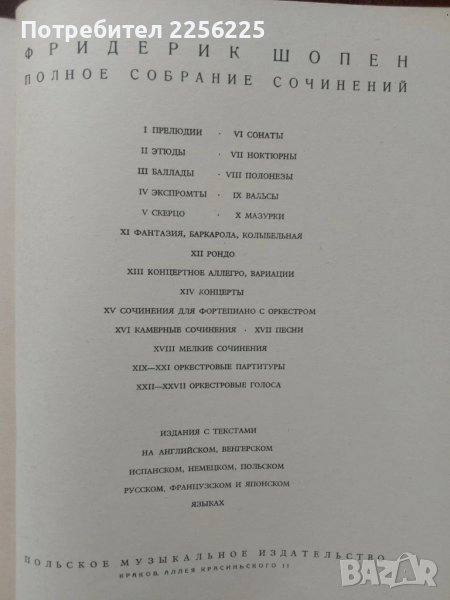 Потребител: 2256215
ФРИДЕРИК ШОПЕН
ПОЛНОЕ СОБРАНИЕ СОЧИНЕНИЙ
I ПРЕЛЮДИИ · VI СОНАТЫ
II ЭТЮДЫ · VII НОКТЮРНЫ
III БАЛЛАДЫ · VIII ПОЛОНЕЗЫ
IV ЭКСПРОМТЫ · IX ВАЛЬСЫ
V СКЕРЦО · X МАЗУРКИ
XI ФАНТАЗИЯ, БАРКАРОЛА, КОЛЫБЕЛЬНАЯ
XII РОНДО
XIII КОНЦЕРТНОЕ АЛЛЕГРО, ВАРИАЦИИ
XIV КОНЦЕРТЫ
XV СОЧИНЕНИЯ ДЛЯ ФОРТЕПИАНО С ОРКЕСТРОМ
XVI КАМЕРНЫЕ СОЧИНЕНИЯ · XVII ПЕСНИ
XVIII МЕЛКИЕ СОЧИНЕНИЯ
XIX—XXI ОРКЕСТРОВЫЕ ПАРТИТУРЫ
XXII—XXVII ОРКЕСТРОВЫЕ ГОЛОСА
ИЗДАНИЯ С ТЕКСТАМИ
НА АНГЛИЙСКОМ, ВЕНГЕРСКОМ
ИСПАНСКОМ, НЕМЕЦКОМ, ПОЛЬСКОМ
РУССКОМ, ФРАНЦУЗСКОМ И ЯПОНСКОМ
ЯЗЫКАХ
ПОЛЬСКОЕ МУЗЫКАЛЬНОЕ ИЗДАТЕЛЬСТВО
КРАКОВ, АЛЛЕЯ КРАСИНЬСКОГО 11
BAZAR